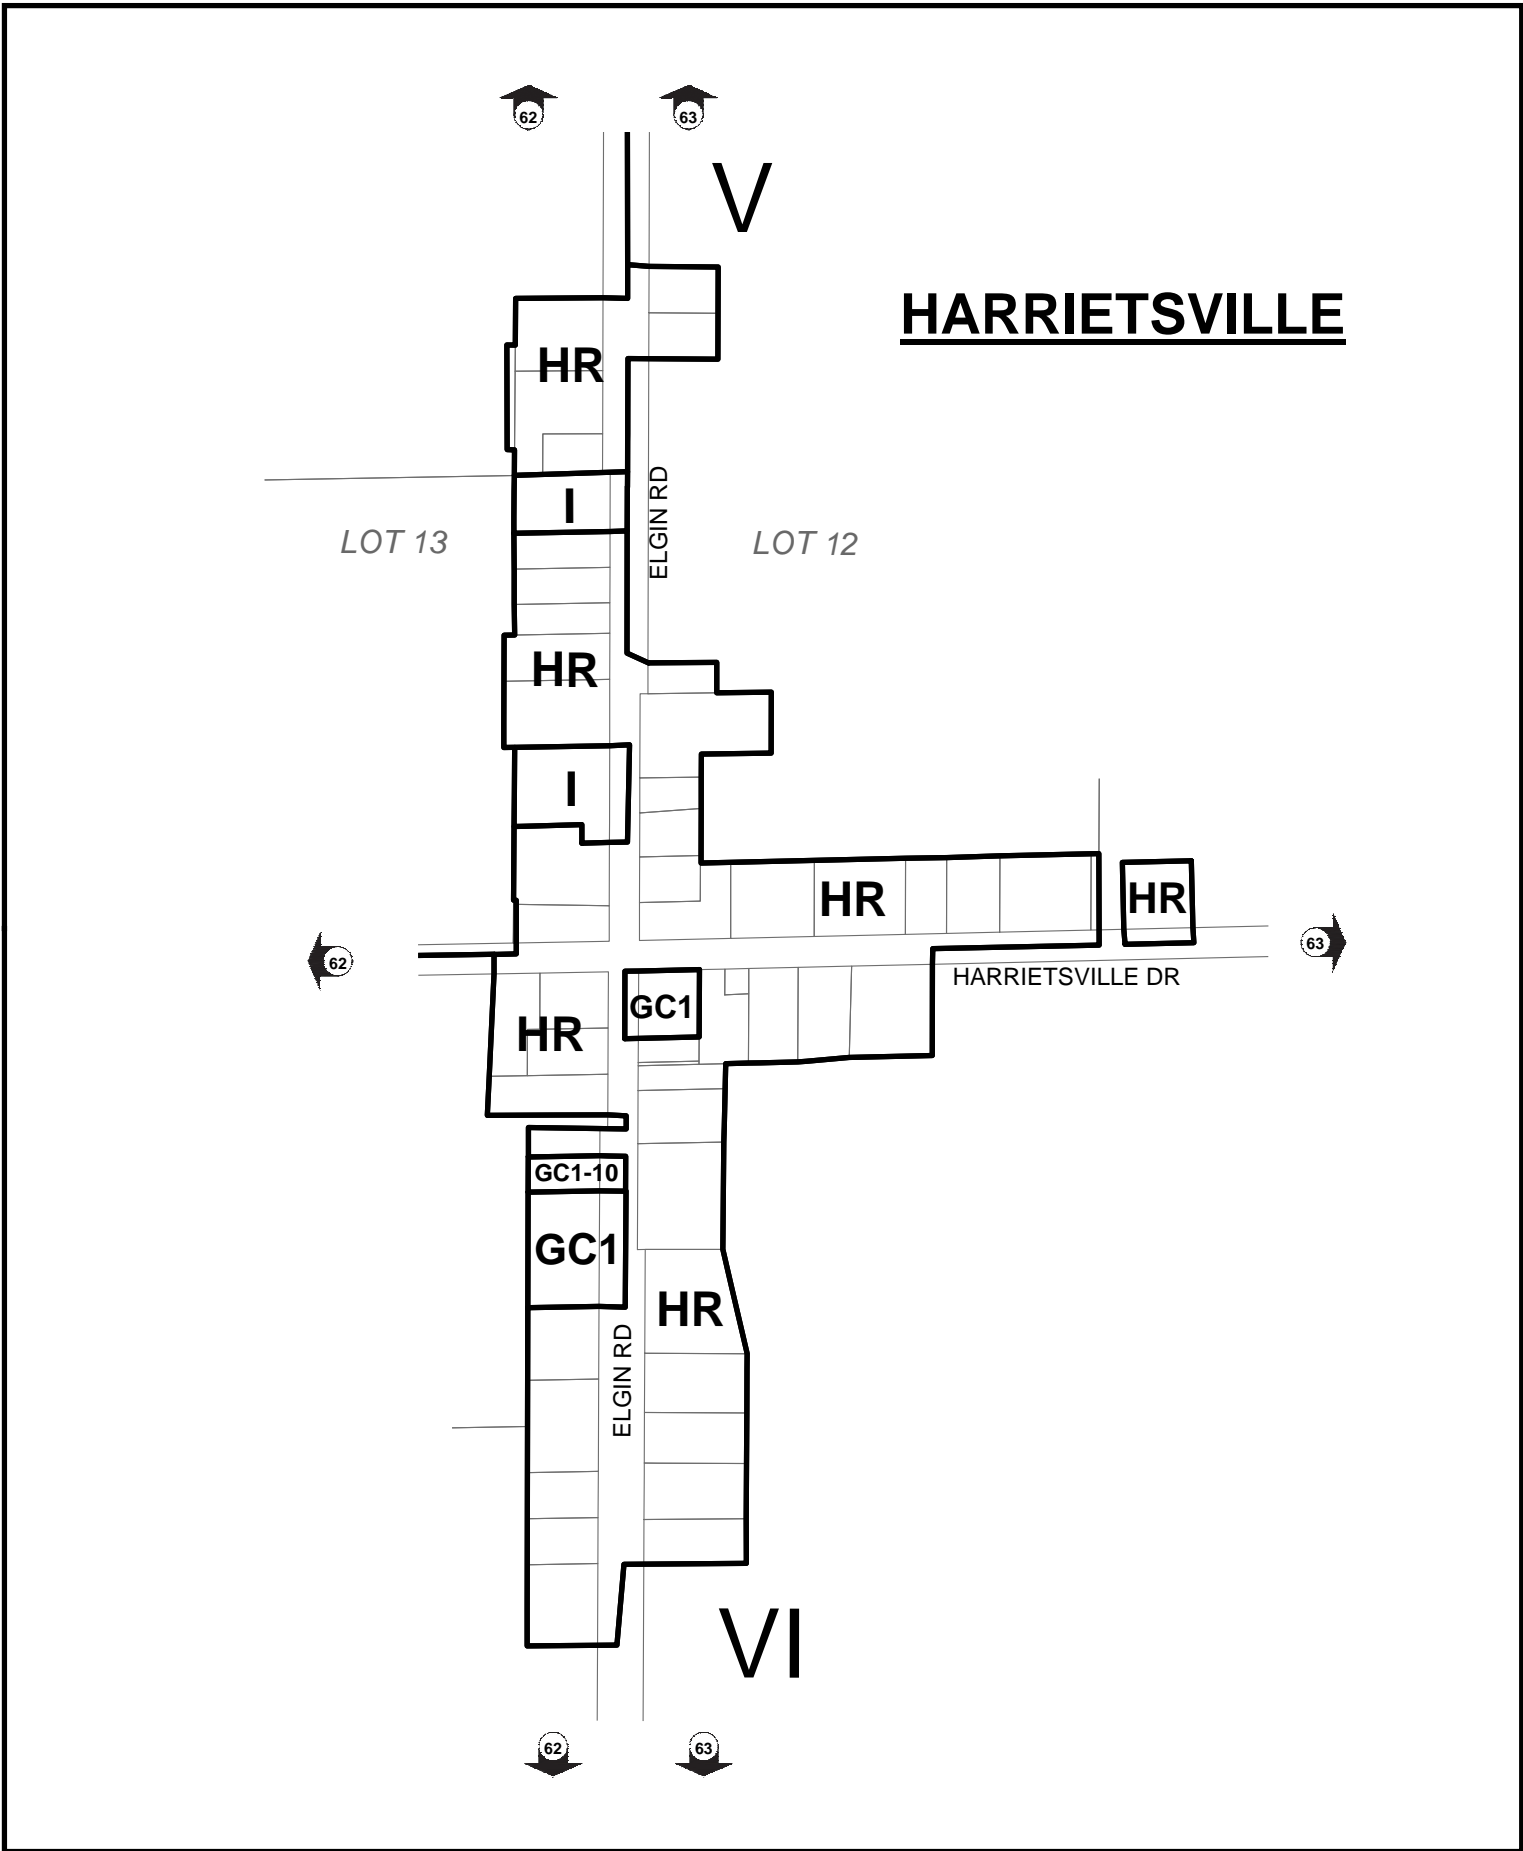 62
63
V
HARRIETSVILLE
HR
I
ELGIN RD
LOT 13
LOT 12
HR
I
HR
HR
63
62
HARRIETSVILLE DR
GC1
HR
GC1-10
GC1
HR
ELGIN RD
VI
62
63